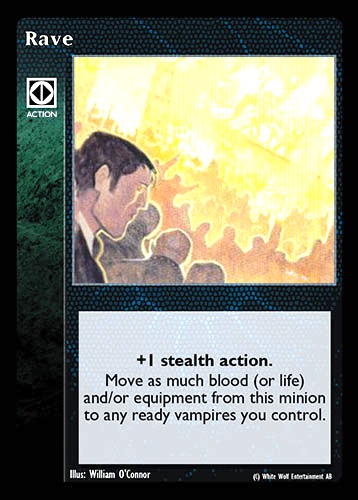 Rave
ACTION
+1 stealth action.
Move as much blood (or life)
and/or equipment from this minion
to any ready vampires you control.
Illus: William O'Connor
(C) White Wolf Entertainment AB